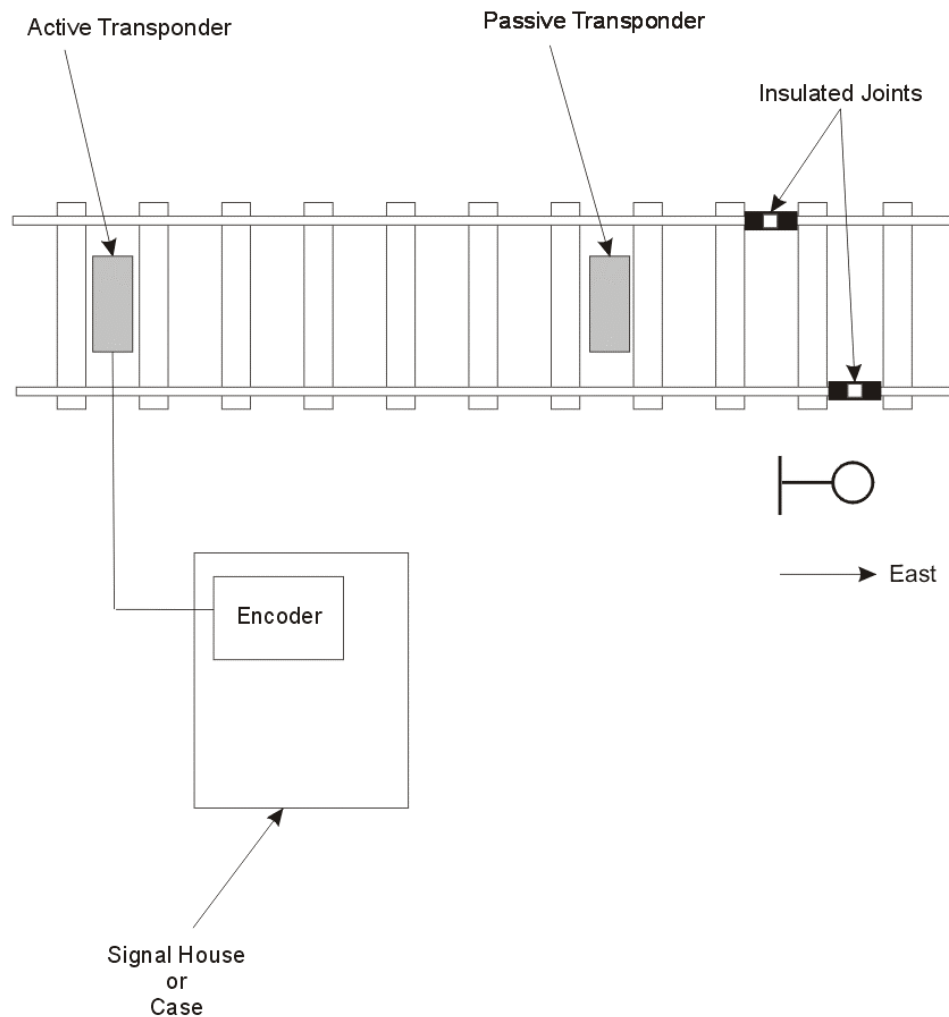 Active Transponder
Passive Transponder
Insulated Joints
East
Encoder
Signal House
or
Case